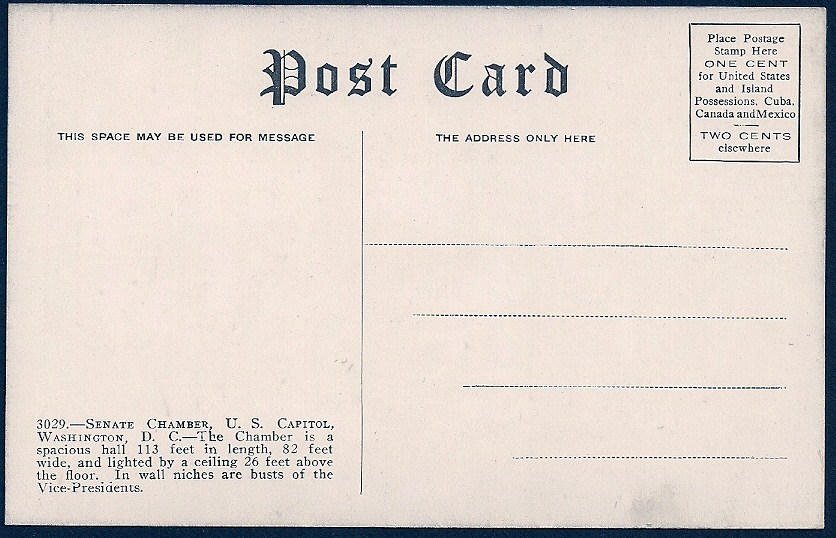 Post Card
Place Postage
Stamp Here
ONE CENT
for United States
and Island
Possessions, Cuba,
Canada and Mexico
TWO CENTS
elsewhere
THIS SPACE MAY BE USED FOR MESSAGE
THE ADDRESS ONLY HERE
3029.—SENATE CHAMBER, U. S. CAPITOL,
WASHINGTON, D. C.—The Chamber is a
spacious hall 113 feet in length, 82 feet
wide, and lighted by a ceiling 26 feet above
the floor. In wall niches are busts of the
Vice-Presidents.